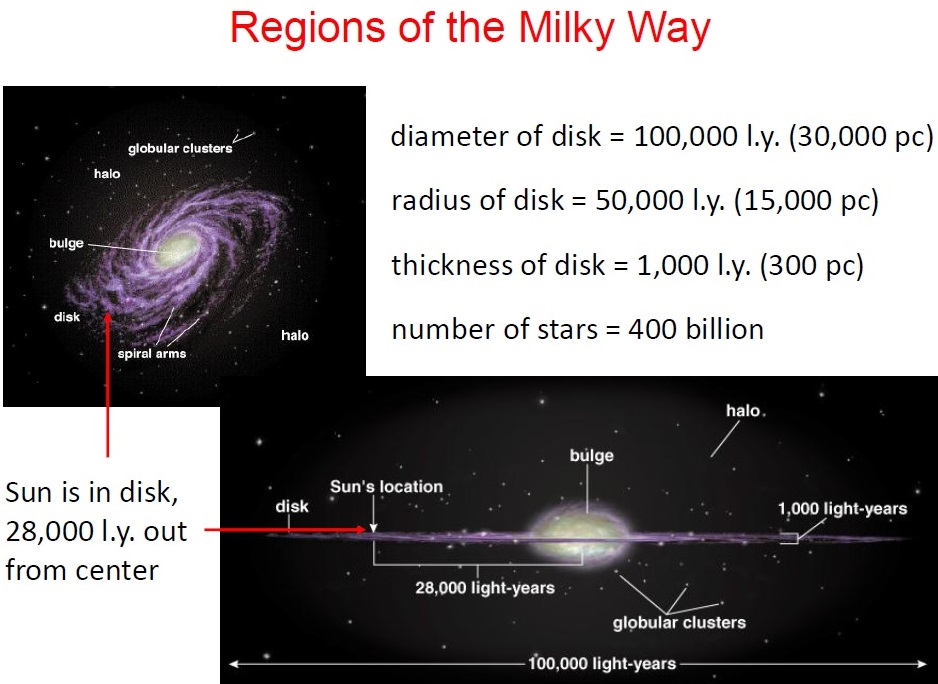 Regions of the Milky Way
globular clusters
halo
bulge
disk
halo
spiral arms
diameter of disk = 100,000 l.y. (30,000 pc)
radius of disk = 50,000 l.y. (15,000 pc)
thickness of disk = 1,000 l.y. (300 pc)
number of stars = 400 billion
Sun is in disk,
28,000 l.y. out
from center
halo
bulge
Sun's location
disk
1,000 light-years
28,000 light-years
globular clusters
100,000 light-years